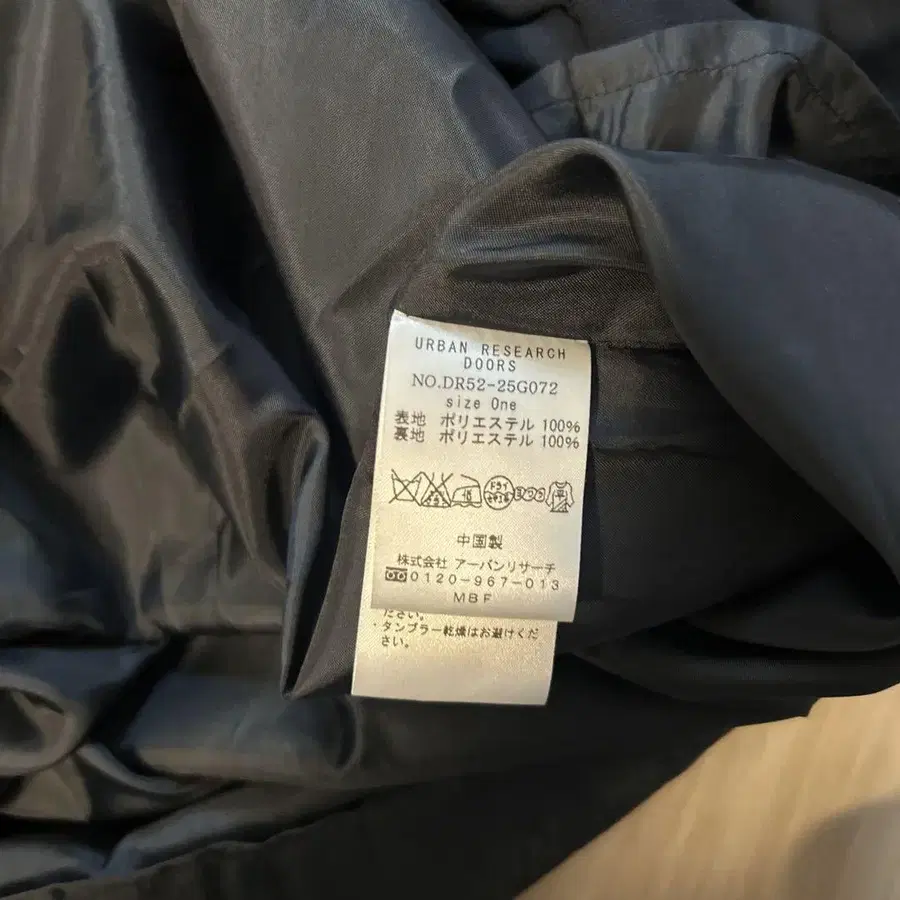 URBAN RESEARCH
DOORS
NO.DR52-25G072
size One
表地 ポリエステル 100%
裏地 ポリエステル 100%
中国製
株式会社 アーバンリサーチ
0120-967-013
MBF
ださい。
・タンブラー乾燥はお避けくだ
さい。